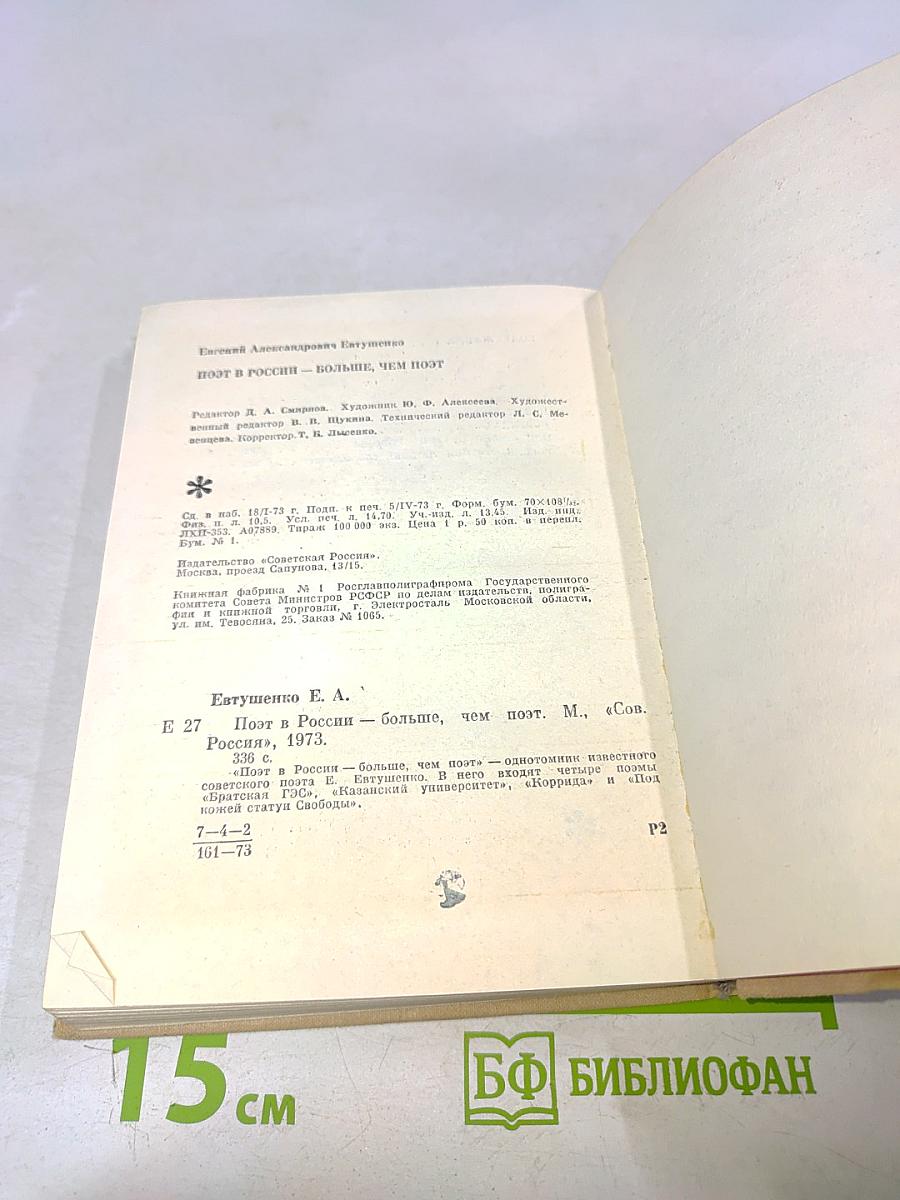 Евгений Александрович Евтушенко
ПОЭТ В РОССИИ — БОЛЬШЕ, ЧЕМ ПОЭТ
Редактор Д. А. Смирнов. Художник Ю. Ф. Алексеева. Художест-
венный редактор В. В. Щукина. Технический редактор Л. С. Ме-
венцева. Корректор Т. Б. Лысенко.
*
Сд. в наб. 18/I-73 г. Подп. к печ. 5/IV-73 г. Форм. бум. 70×108¹/₃₂.
Физ. п. л. 10,5. Усл. печ. л. 14,70. Уч.-изд. л. 13,45. Изд. инд.
ЛХП-353. А07889. Тираж 100 000 экз. Цена 1 р. 50 коп. в перепл.
Бум. № 1.
Издательство «Советская Россия».
Москва, проезд Сапунова, 13/15.
Книжная фабрика № 1 Росглавполиграфпрома Государственного
комитета Совета Министров РСФСР по делам издательств, полигра-
фии и книжной торговли, г. Электросталь Московской области,
ул. им. Тевосяна, 25. Заказ № 1065.
Евтушенко Е. А.
Е 27 Поэт в России — больше, чем поэт. М., «Сов.
Россия», 1973.
336 с.
«Поэт в России — больше, чем поэт» — однотомник известного
советского поэта Е. Евтушенко. В него входят четыре поэмы
«Братская ГЭС», «Казанский университет», «Коррида» и «Под
кожей статуи Свободы».
7—4—2
161—73
Р2
15 см
БФ БИБЛИОФАН